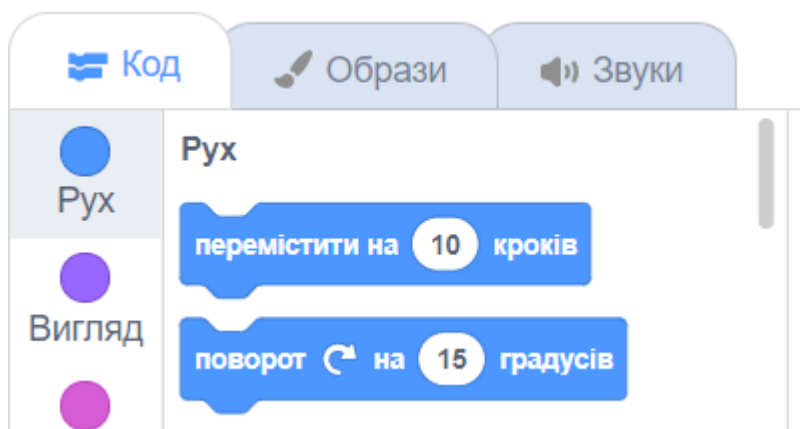 Код Образи Звуки
Рух
Рух
перемістити на 10 кроків
Вигляд
поворот на 15 градусів